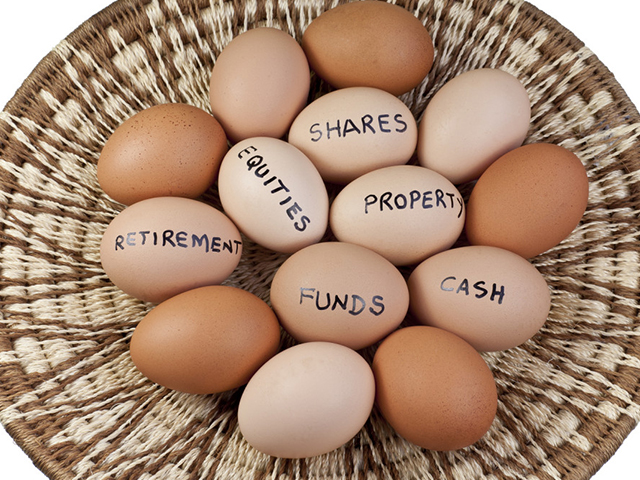 SHARES
EQUITIES
PROPERTY
RETIREMENT
FUNDS
CASH